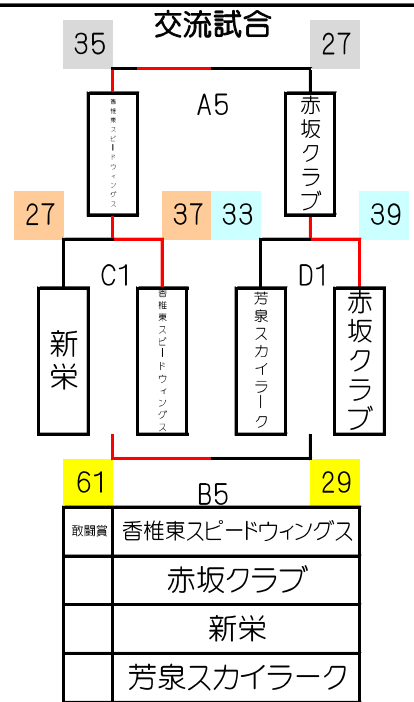 交流試合
35 27
A5
香椎東スピードウィングス 赤坂クラブ
27 37 33 39
C1 D1
新栄 香椎東スピードウィングス 芳泉スカイラーク 赤坂クラブ
61 29
B5
敢闘賞 香椎東スピードウィングス
赤坂クラブ
新栄
芳泉スカイラーク